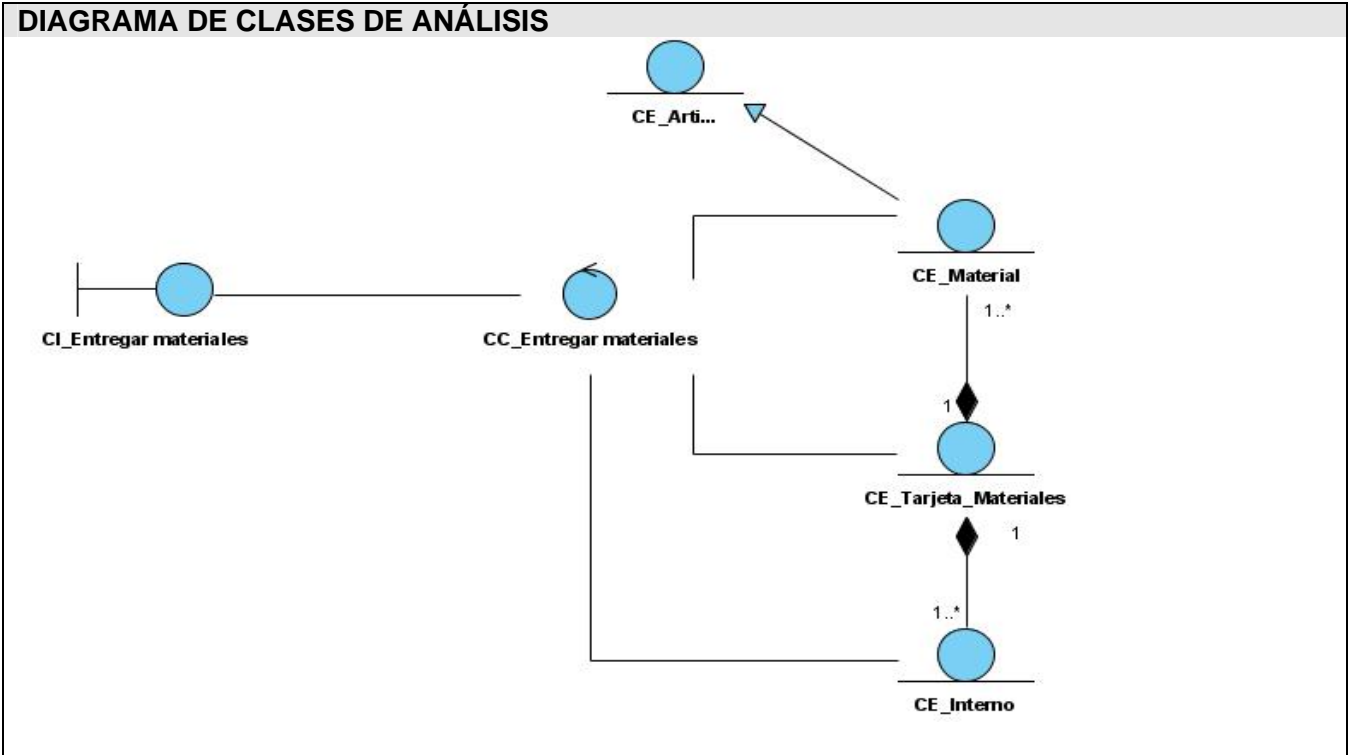 DIAGRAMA DE CLASES DE ANÁLISIS
CE_Arti...
CE_Material
1..*
CI_Entregar materiales
CC_Entregar materiales
1
CE_Tarjeta_Materiales
1
1..*
CE_Interno